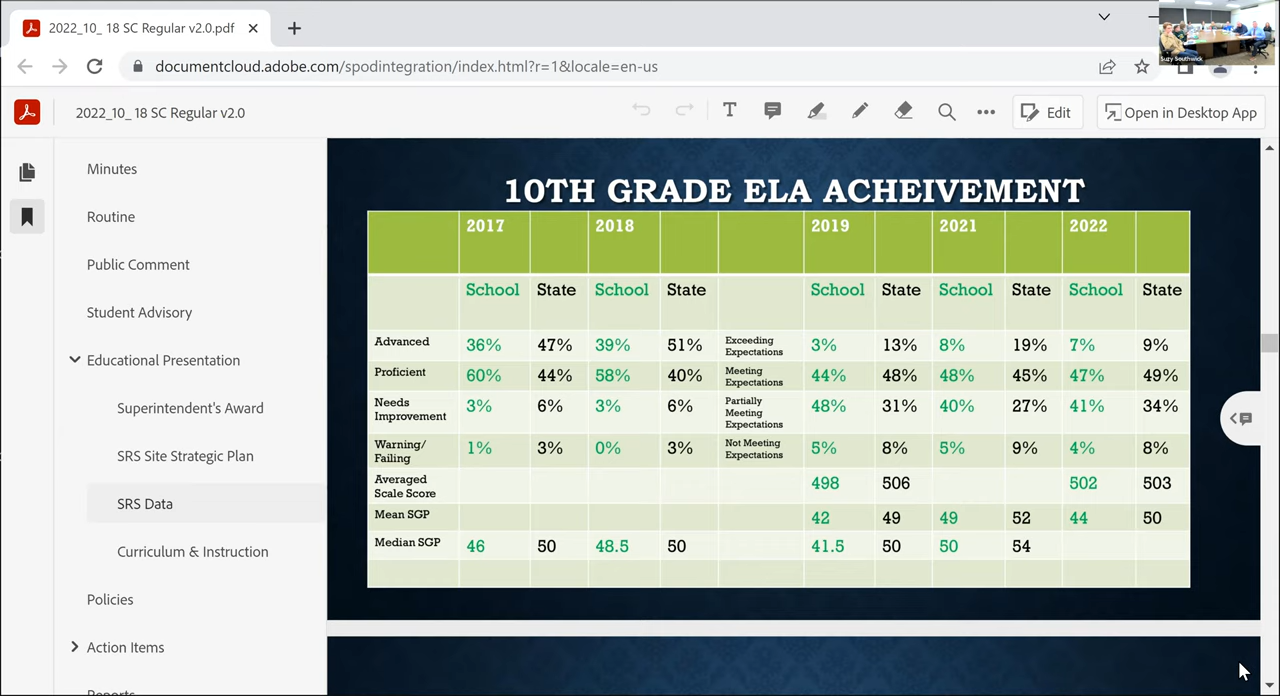 2022_10_ 18 SC Regular v2.0.pdf
Suzy Southwick
documentcloud.adobe.com/spodintegration/index.html?r=1&locale=en-us
2022_10_ 18 SC Regular v2.0
T
Edit
Open in Desktop App
Minutes
Routine
Public Comment
Student Advisory
Educational Presentation
Superintendent's Award
SRS Site Strategic Plan
SRS Data
Curriculum & Instruction
Policies
Action Items
Reports
10TH GRADE ELA ACHEIVEMENT
2017 2018 2019 2021 2022
School State School State School State School State School State
Advanced 36% 47% 39% 51% Exceeding Expectations 3% 13% 8% 19% 7% 9%
Proficient 60% 44% 58% 40% Meeting Expectations 44% 48% 48% 45% 47% 49%
Needs Improvement 3% 6% 3% 6% Partially Meeting Expectations 48% 31% 40% 27% 41% 34%
Warning/ Failing 1% 3% 0% 3% Not Meeting Expectations 5% 8% 5% 9% 4% 8%
Averaged Scale Score 498 506 502 503
Mean SGP 42 49 49 52 44 50
Median SGP 46 50 48.5 50 41.5 50 50 54